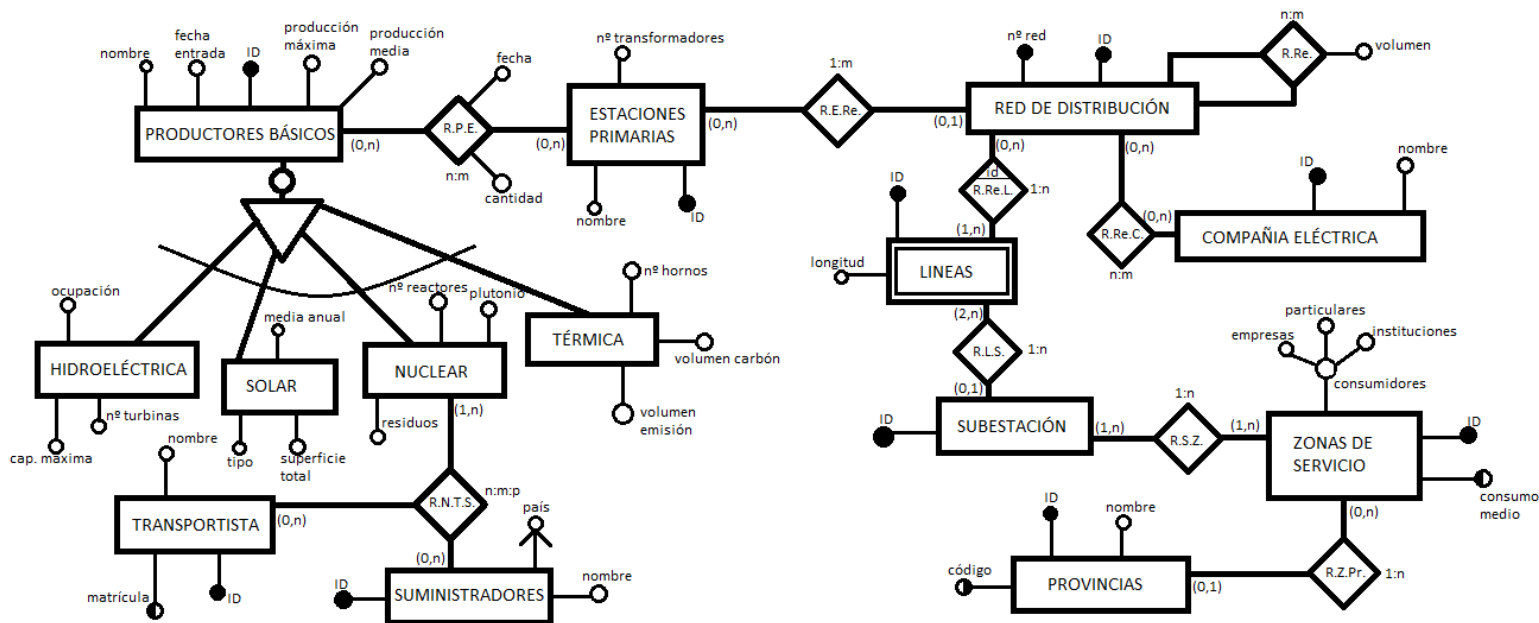 nombre
fecha
entrada
ID
producción
máxima
producción
media
PRODUCTORES BÁSICOS
(0,n)
fecha
R.P.E.
n:m
cantidad
(0,n)
nº transformadores
ESTACIONES
PRIMARIAS
nombre
ID
(0,n)
1:m
R.E.Re.
(0,1)
nº red
ID
RED DE DISTRIBUCIÓN
n:m
R.Re.
volumen
(0,n)
(0,n)
id
R.Re.L.
1:n
(1,n)
ID
nombre
(0,n)
R.Re.C.
n:m
COMPAÑIA ELÉCTRICA
ID
longitud
LINEAS
(2,n)
R.L.S.
1:n
(0,1)
ocupación
HIDROELÉCTRICA
cap. máxima
nº turbinas
media anual
SOLAR
tipo
superficie
total
nº reactores
plutonio
NUCLEAR
residuos
(1,n)
nº hornos
TÉRMICA
volumen carbón
volumen
emisión
ID
SUBESTACIÓN
(1,n)
1:n
R.S.Z.
(1,n)
particulares
empresas
instituciones
consumidores
ZONAS DE
SERVICIO
ID
consumo
medio
(0,n)
nombre
TRANSPORTISTA
(0,n)
matrícula
ID
R.N.T.S.
n:m:p
(0,n)
país
ID
SUMINISTRADORES
nombre
ID
nombre
código
PROVINCIAS
(0,1)
R.Z.Pr.
1:n